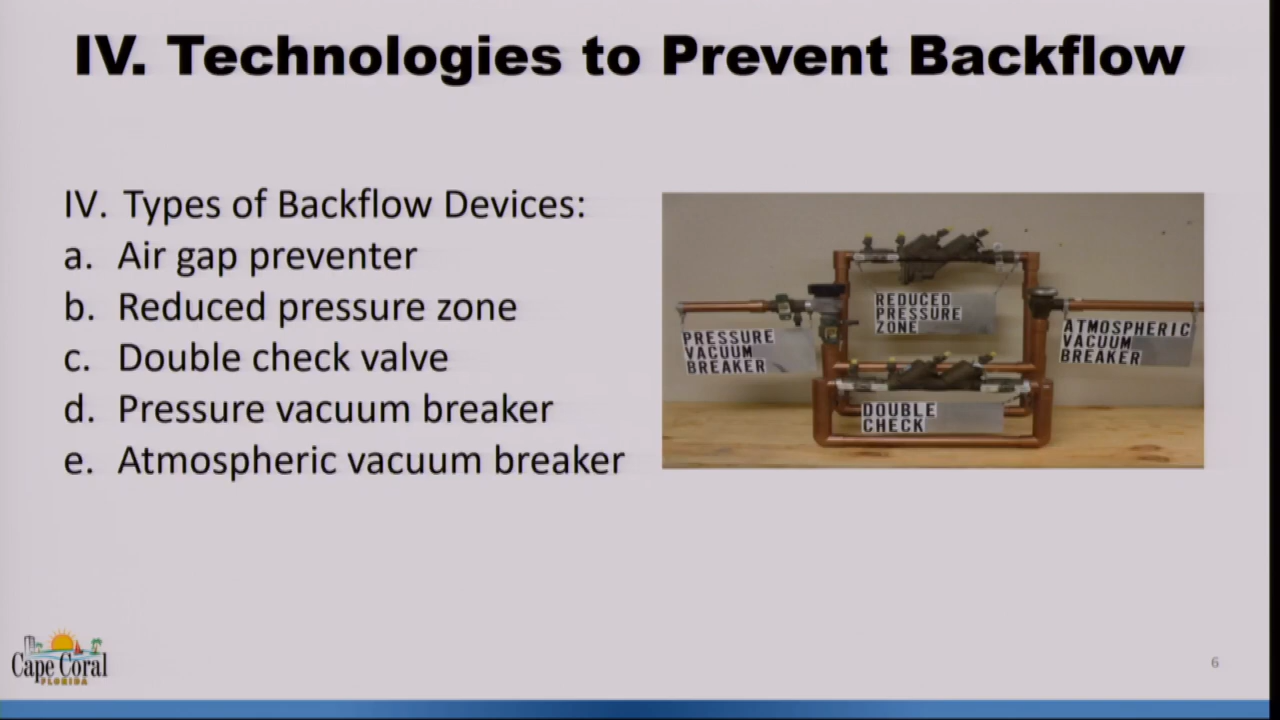 IV. Technologies to Prevent Backflow
IV. Types of Backflow Devices:
a. Air gap preventer
b. Reduced pressure zone
c. Double check valve
d. Pressure vacuum breaker
e. Atmospheric vacuum breaker
REDUCED
PRESSURE
ZONE
PRESSURE
VACUUM
BREAKER
ATMOSPHERIC
VACUUM
BREAKER
DOUBLE
CHECK
Cape Coral
FLORIDA
6